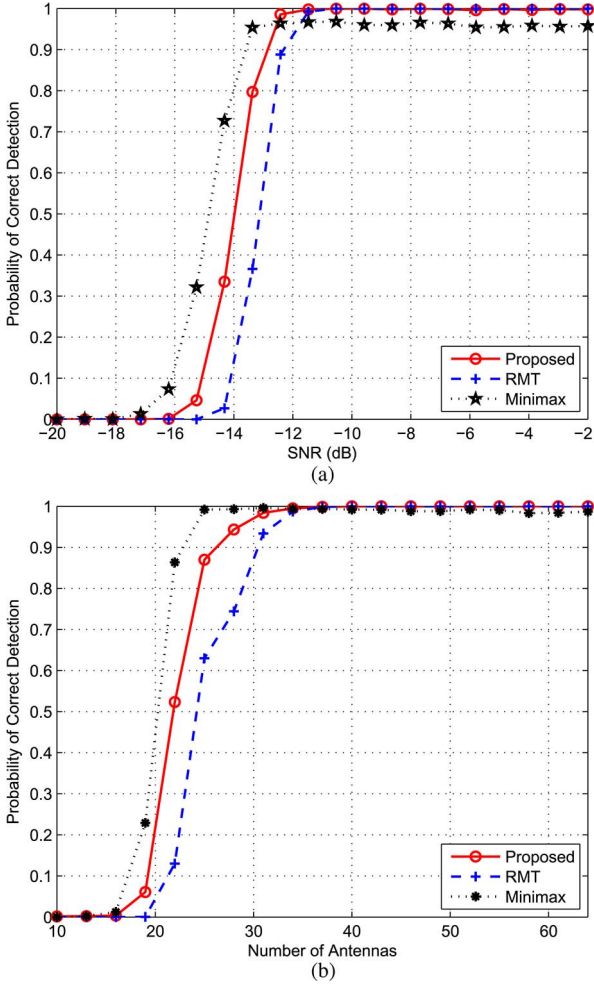 1
0.9
0.8
0.7
0.6
0.5
0.4
0.3
0.2
0.1
0
Probability of Correct Detection
Proposed
RMT
Minimax
−20 −18 −16 −14 −12 −10 −8 −6 −4 −2
SNR (dB)
(a)
1
0.9
0.8
0.7
0.6
0.5
0.4
0.3
0.2
0.1
0
Probability of Correct Detection
Proposed
RMT
Minimax
10 20 30 40 50 60
Number of Antennas
(b)